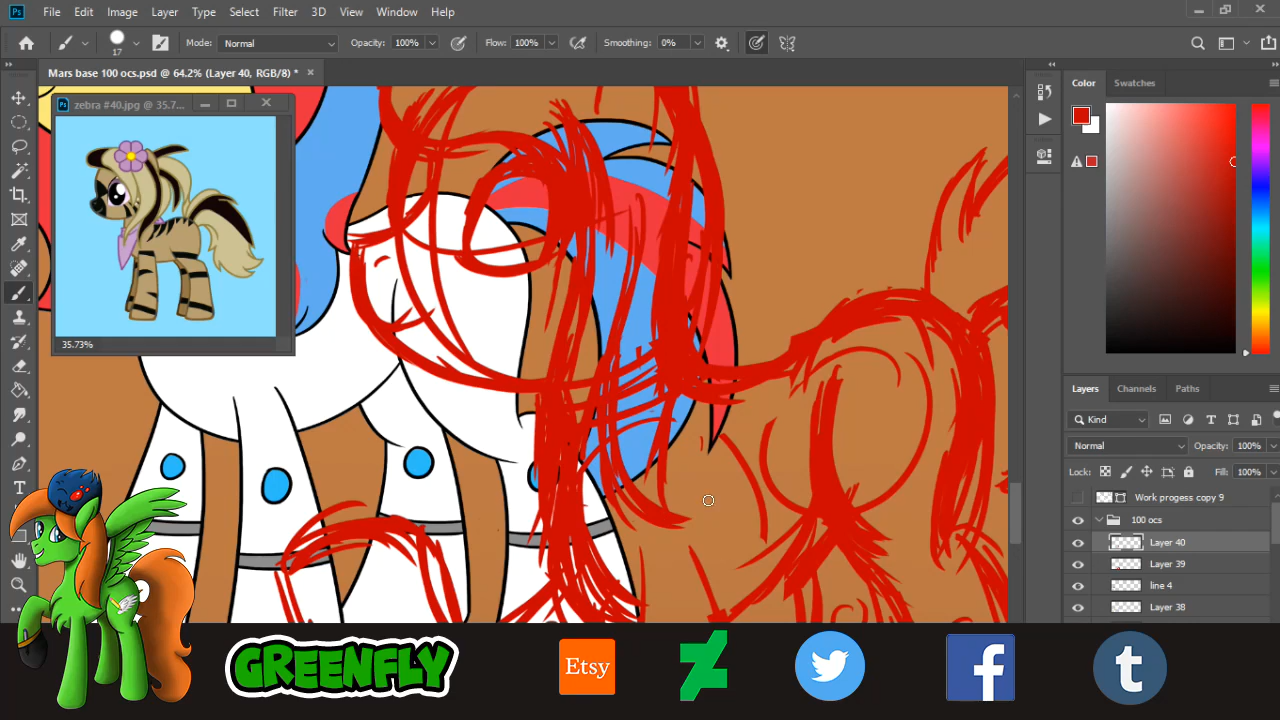 Ps File Edit Image Layer Type Select Filter 3D View Window Help
17 Mode: Normal Opacity: 100% Flow: 100% Smoothing: 0%
Mars base 100 ocs.psd @ 64.2% (Layer 40, RGB/8) *
Ps zebra #40.jpg @ 35.7...
35.73%
Color Swatches
Layers Channels Paths
Kind
Normal Opacity: 100%
Lock: Fill: 100%
Work progess copy 9
100 ocs
Layer 40
Layer 39
line 4
Layer 38
GREENFLY
Etsy
f
t